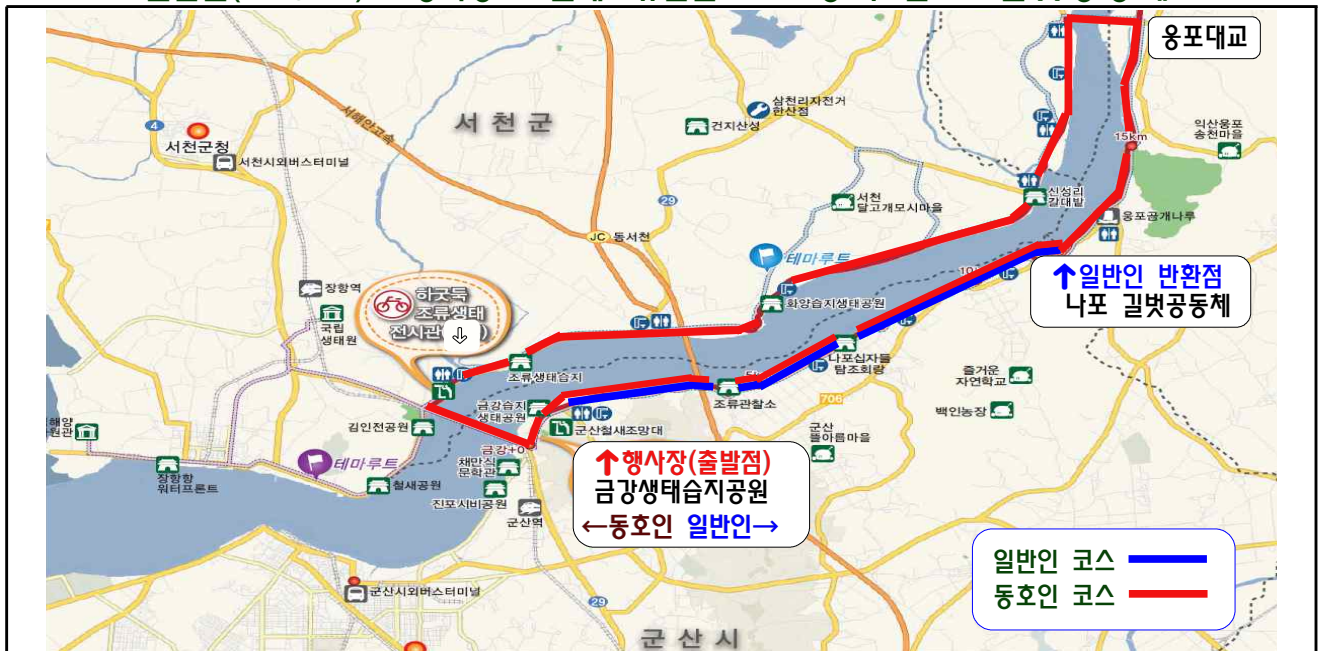 웅포대교
삼천리자전거
한산점
서해안고속
서천군
건지산성
4
서천군청
서천시외버스터미널
익산웅포
송천마을
15km
29
서천
달고개모시마을
신성리
갈대밭
웅포곰개나루
JC 동서천
테마루트
↑일반인 반환점
나포 길벗공동체
장항역
국립
생태원
하굿둑
조류생태
화양습지생태공원
조류생태습지
나포십자뜰
탐조회랑
즐거운
자연학교
706
조류관찰소
금강습지
생태공원
백인농장
군산철새조망대
김인전공원
군산
뜰아름마을
금강+0
테마루트
채만식
문학관
장항항
워터프론트
철새공원
진포시비공원
군산역
↑행사장(출발점)
금강생태습지공원
←동호인 일반인→
일반인 코스
동호인 코스
군산시외버스터미널
29
군산시